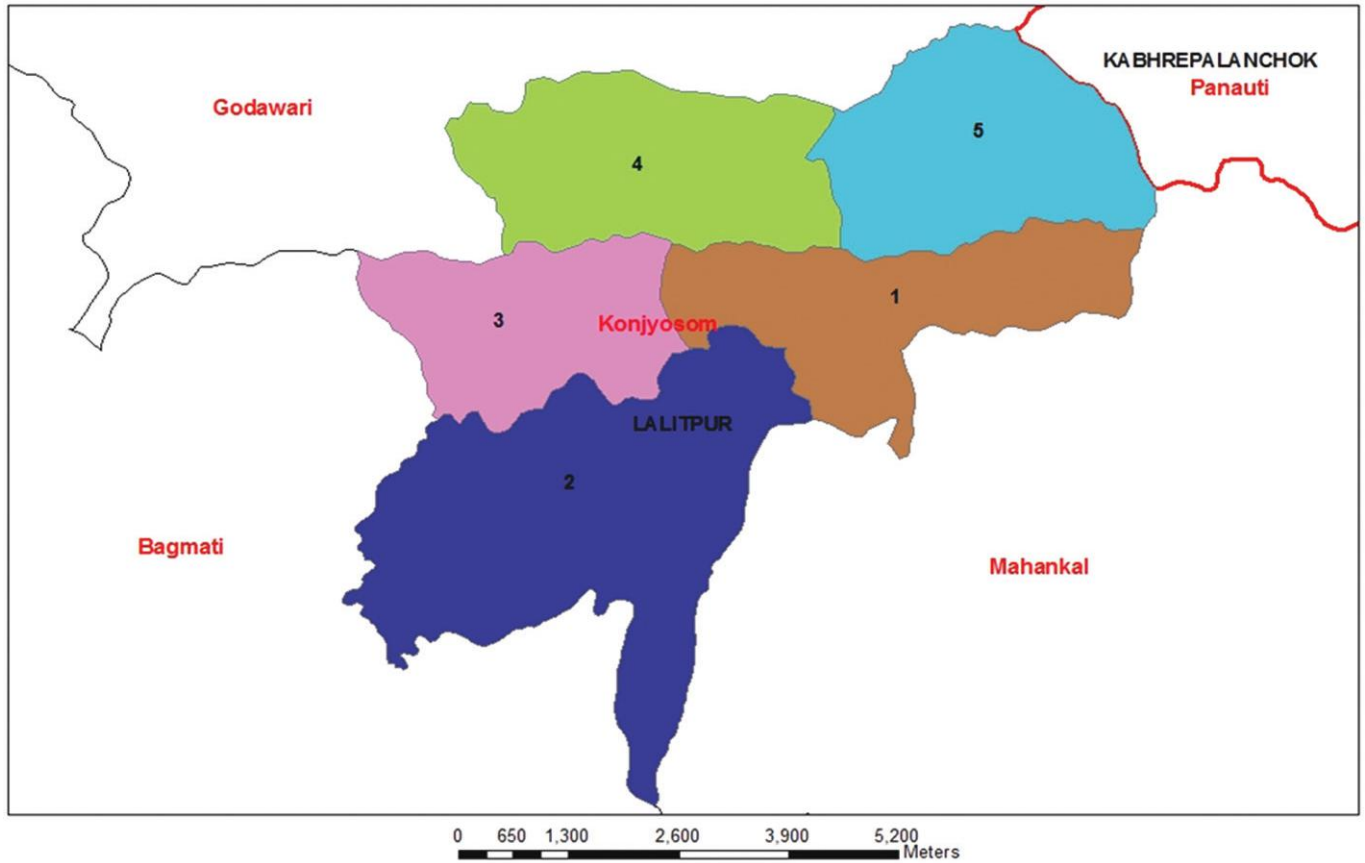 KABHREPALANCHOK
Panauti
Godawari
5
4
1
3
Konjyosom
LALITPUR
2
Bagmati
Mahankal
0 650 1,300 2,600 3,900 5,200
Meters